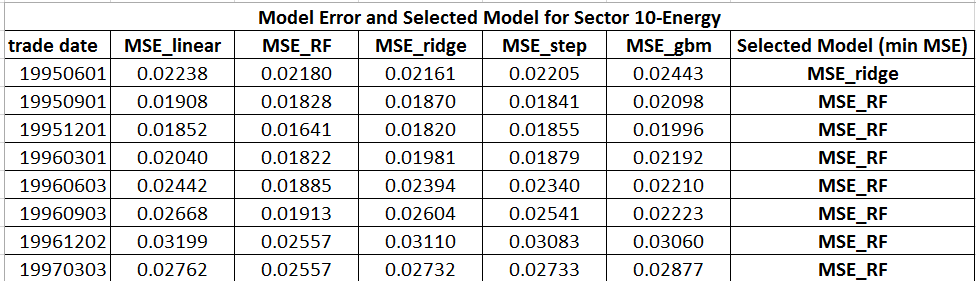 Model Error and Selected Model for Sector 10-Energy
trade date MSE_linear MSE_RF MSE_ridge MSE_step MSE_gbm Selected Model (min MSE)
19950601 0.02238 0.02180 0.02161 0.02205 0.02443 MSE_ridge
19950901 0.01908 0.01828 0.01870 0.01841 0.02098 MSE_RF
19951201 0.01852 0.01641 0.01820 0.01855 0.01996 MSE_RF
19960301 0.02040 0.01822 0.01981 0.01879 0.02192 MSE_RF
19960603 0.02442 0.01885 0.02394 0.02340 0.02210 MSE_RF
19960903 0.02668 0.01913 0.02604 0.02541 0.02223 MSE_RF
19961202 0.03199 0.02557 0.03110 0.03083 0.03060 MSE_RF
19970303 0.02762 0.02557 0.02732 0.02733 0.02877 MSE_RF